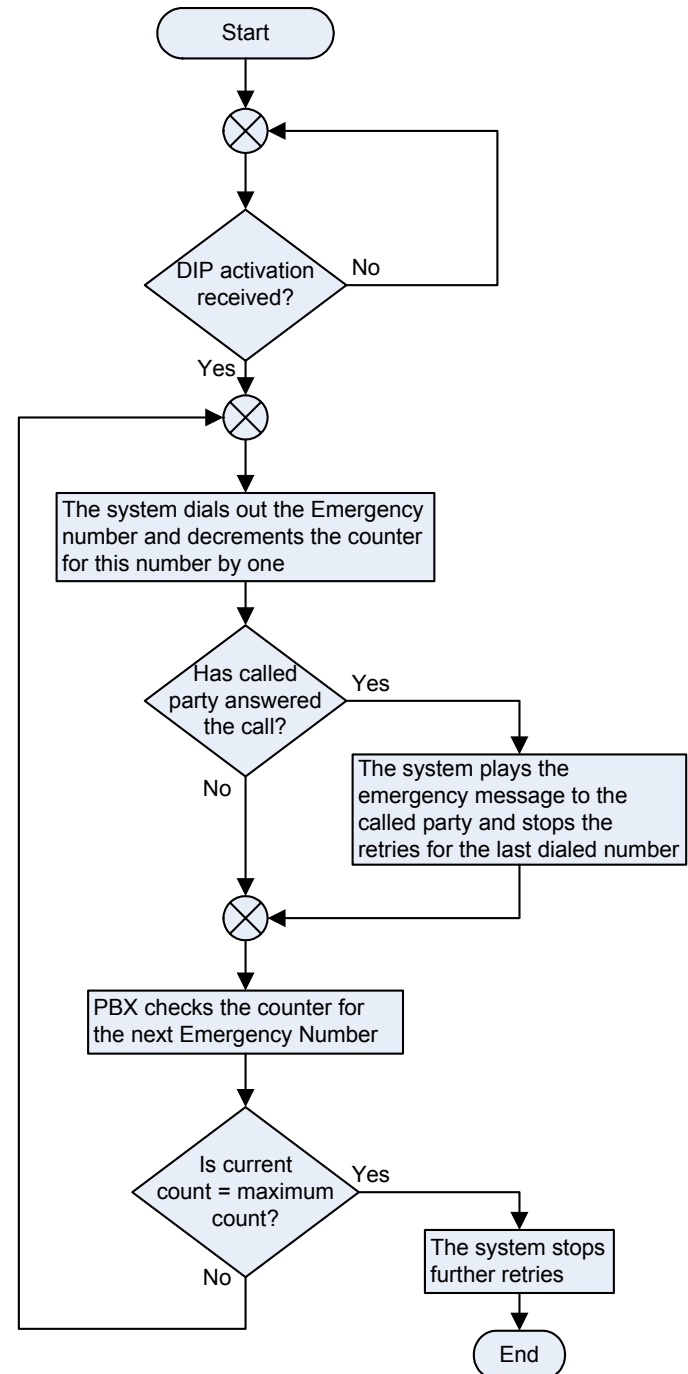 Start
DIP activation
received?
No
Yes
The system dials out the Emergency
number and decrements the counter
for this number by one
Has called
party answered
the call?
Yes
No
The system plays the
emergency message to the
called party and stops the
retries for the last dialed number
PBX checks the counter for
the next Emergency Number
Is current
count = maximum
count?
Yes
No
The system stops
further retries
End